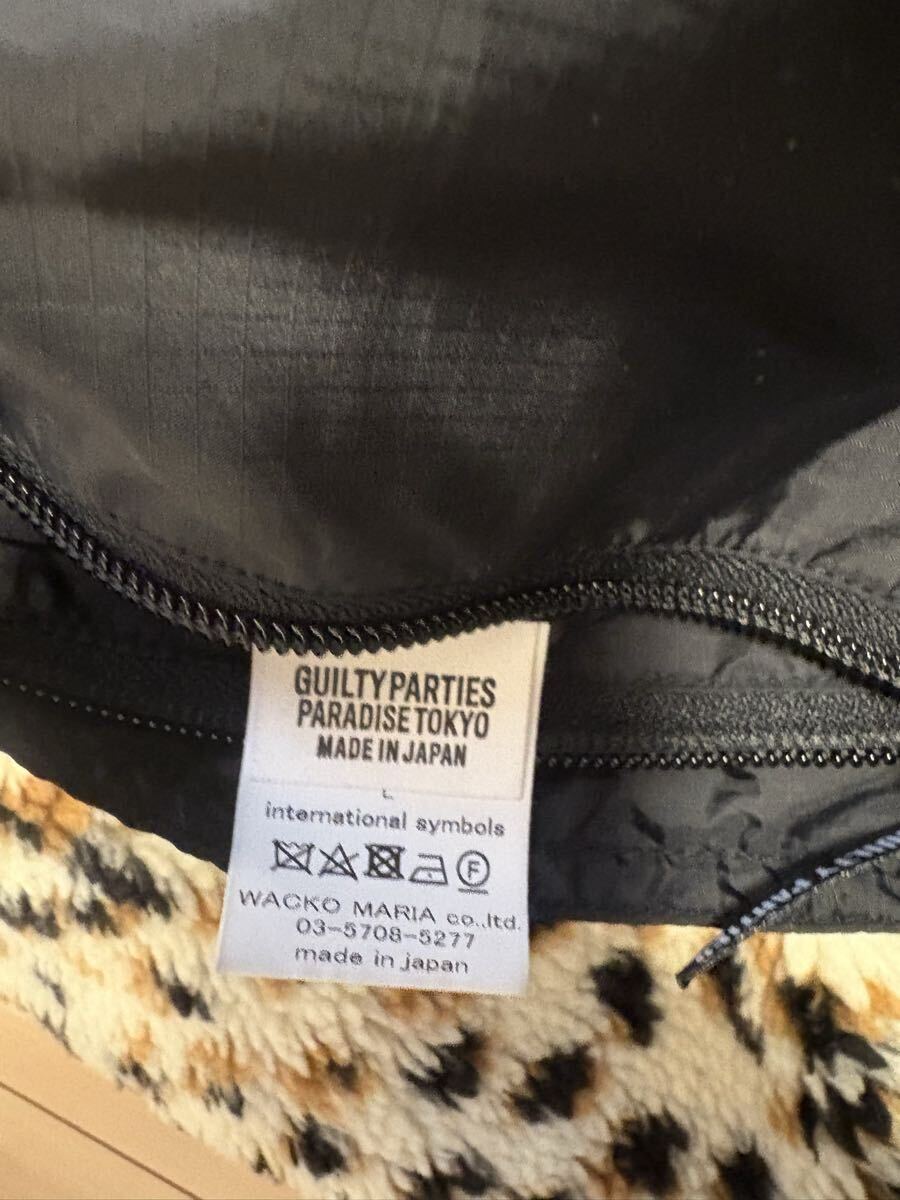 GUILTY PARTIES
PARADISE TOKYO
MADE IN JAPAN
L
international symbols
F
WACKO MARIA co.,ltd.
03-5708-5277
made in japan